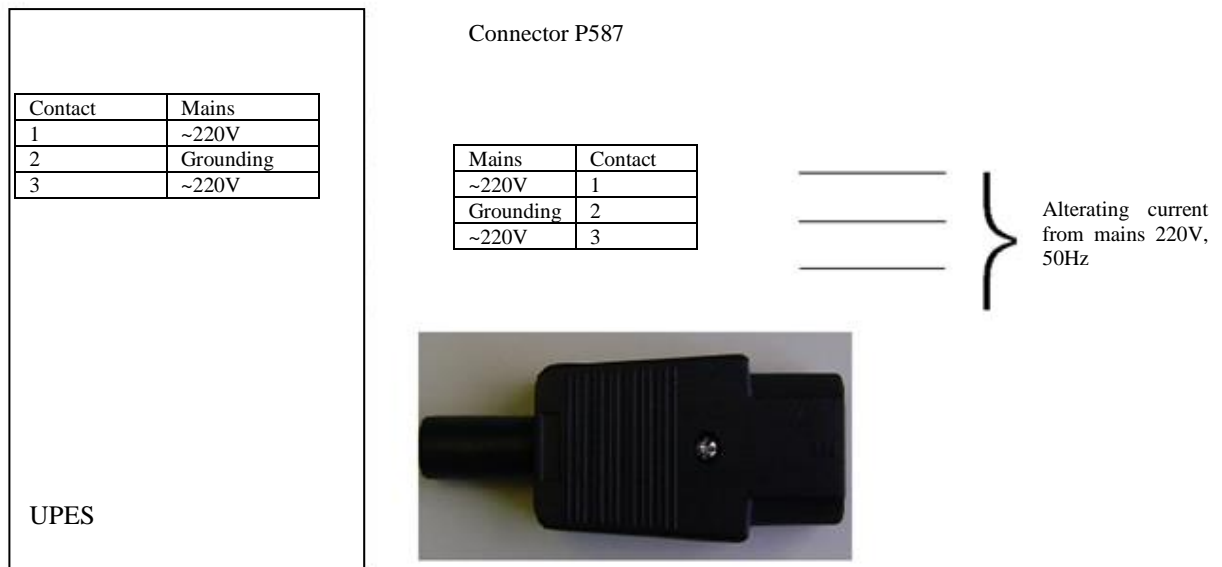 Connector P587
Contact Mains
1 ~220V
2 Grounding
3 ~220V
Mains Contact
~220V 1
Grounding 2
~220V 3
Alterating current
from mains 220V,
50Hz
UPES